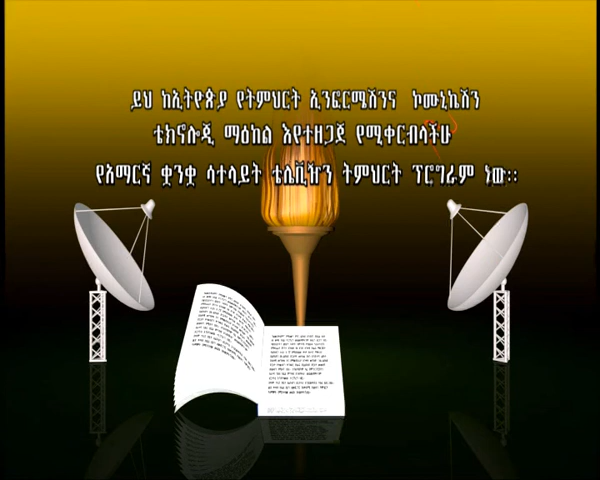 ይህ ከኢትዮጵያ የትምህርት ኢንፎርሜሽንና ኮሙኒኬሽን
ቴክኖሎጂ ማዕከል እየተዘጋጀ የሚቀርብላችሁ
የአማርኛ ቋንቋ ሳተላይት ቴሌቪዥን ትምህርት ፕሮግራም ነው።